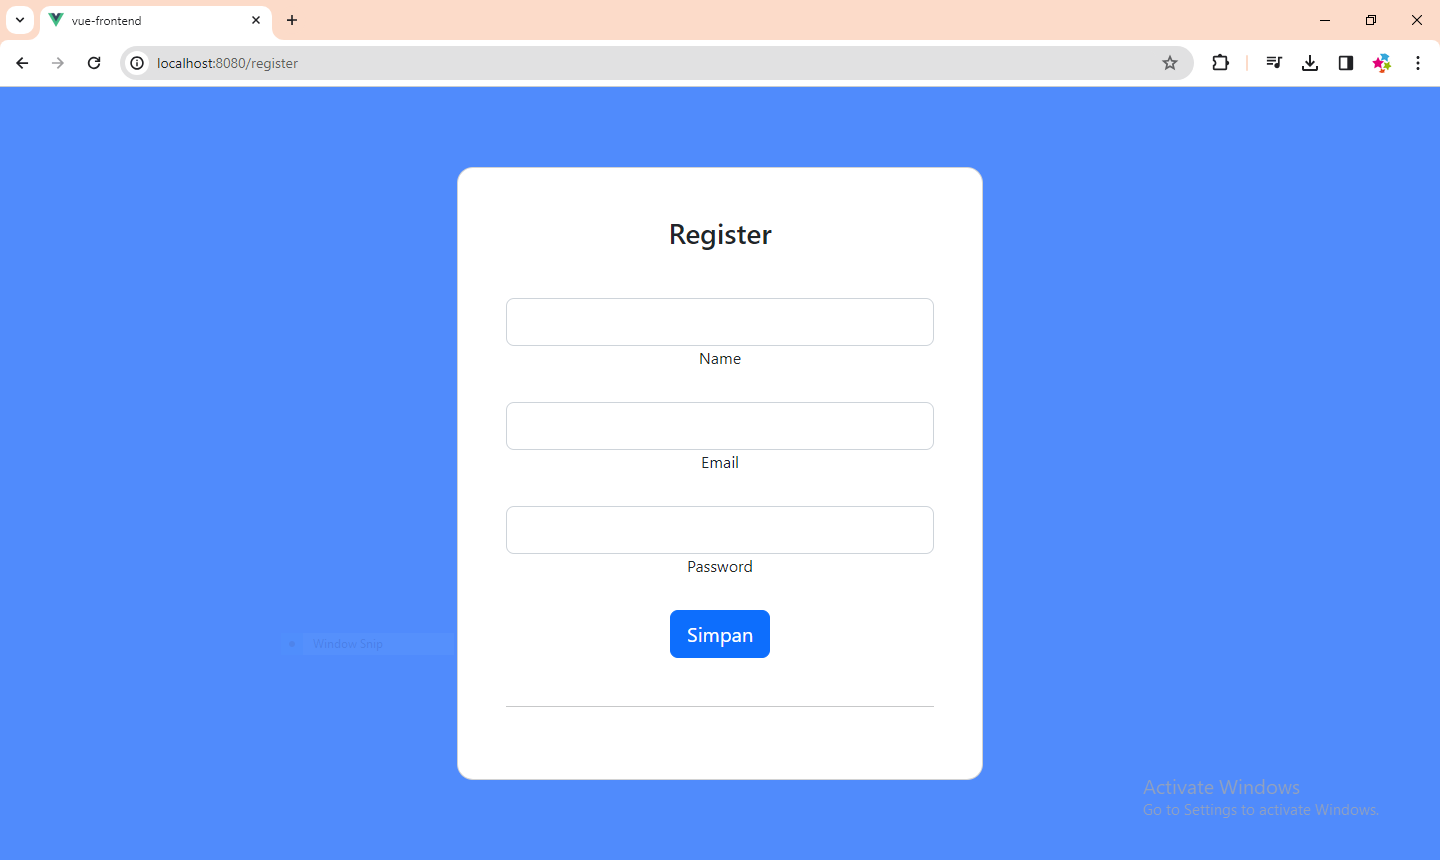 vue-frontend
localhost:8080/register
Register
Name
Email
Password
Simpan
Window Snip
Activate Windows
Go to Settings to activate Windows.